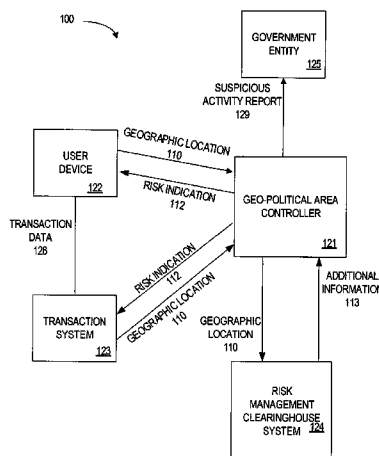 100
GOVERNMENT
ENTITY
125
SUSPICIOUS
ACTIVITY REPORT
129
GEOGRAPHIC LOCATION
110
USER
DEVICE
122
RISK INDICATION
112
GEO-POLITICAL AREA
CONTROLLER
121
TRANSACTION
DATA
126
RISK INDICATION
112
GEOGRAPHIC LOCATION
110
ADDITIONAL
INFORMATION
113
TRANSACTION
SYSTEM
123
GEOGRAPHIC
LOCATION
110
RISK
MANAGEMENT
CLEARINGHOUSE
SYSTEM
124